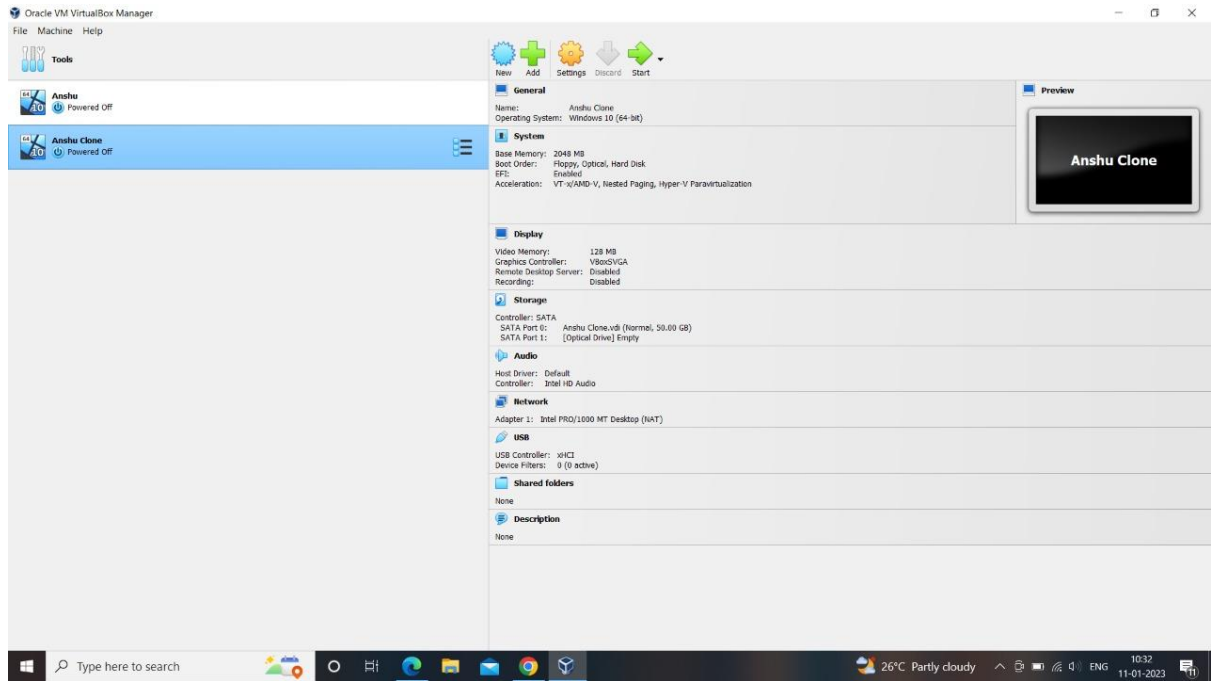 Oracle VM VirtualBox Manager
File Machine Help
Tools
New Add Settings Discard Start
Anshu
Powered Off
Anshu Clone
Powered Off
General
Name: Anshu Clone
Operating System: Windows 10 (64-bit)
Preview
Anshu Clone
System
Base Memory: 2048 MB
Boot Order: Floppy, Optical, Hard Disk
EFI: Enabled
Acceleration: VT-x/AMD-V, Nested Paging, Hyper-V Paravirtualization
Display
Video Memory: 128 MB
Graphics Controller: VBoxSVGA
Remote Desktop Server: Disabled
Recording: Disabled
Storage
Controller: SATA
SATA Port 0: Anshu Clone.vdi (Normal, 50.00 GB)
SATA Port 1: [Optical Drive] Empty
Audio
Host Driver: Default
Controller: Intel HD Audio
Network
Adapter 1: Intel PRO/1000 MT Desktop (NAT)
USB
USB Controller: xHCI
Device Filters: 0 (0 active)
Shared folders
None
Description
None
Type here to search
26°C Partly cloudy
ENG
10:32
11-01-2023